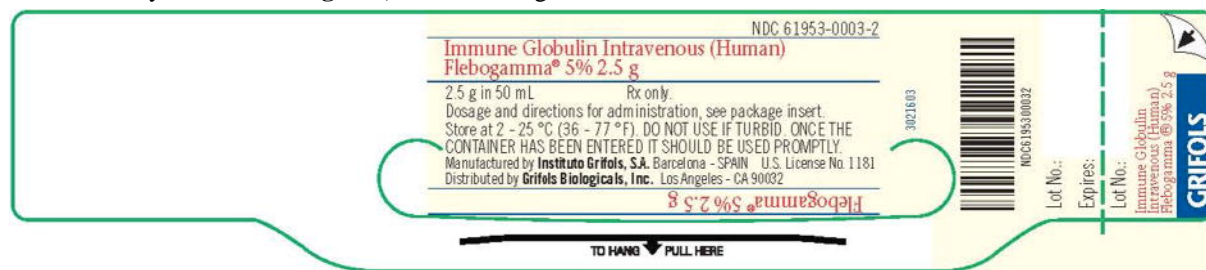 NDC 61953-0003-2
Immune Globulin Intravenous (Human)
Flebogamma® 5% 2.5 g
2.5 g in 50 mL Rx only.
Dosage and directions for administration, see package insert.
Store at 2 - 25 °C (36 - 77 °F). DO NOT USE IF TURBID. ONCE THE
CONTAINER HAS BEEN ENTERED IT SHOULD BE USED PROMPTLY.
Manufactured by Instituto Grifols, S.A. Barcelona - SPAIN U.S. License No. 1181
Distributed by Grifols Biologicals, Inc. Los Angeles - CA 90032
Flebogamma® 5% 2.5 g
TO HANG PULL HERE
3021603
NDC6195300032
Lot No.:
Expires:
Lot No.:
Immune Globulin
Intravenous (Human)
Flebogamma ® 5% 2.5 g
GRIFOLS